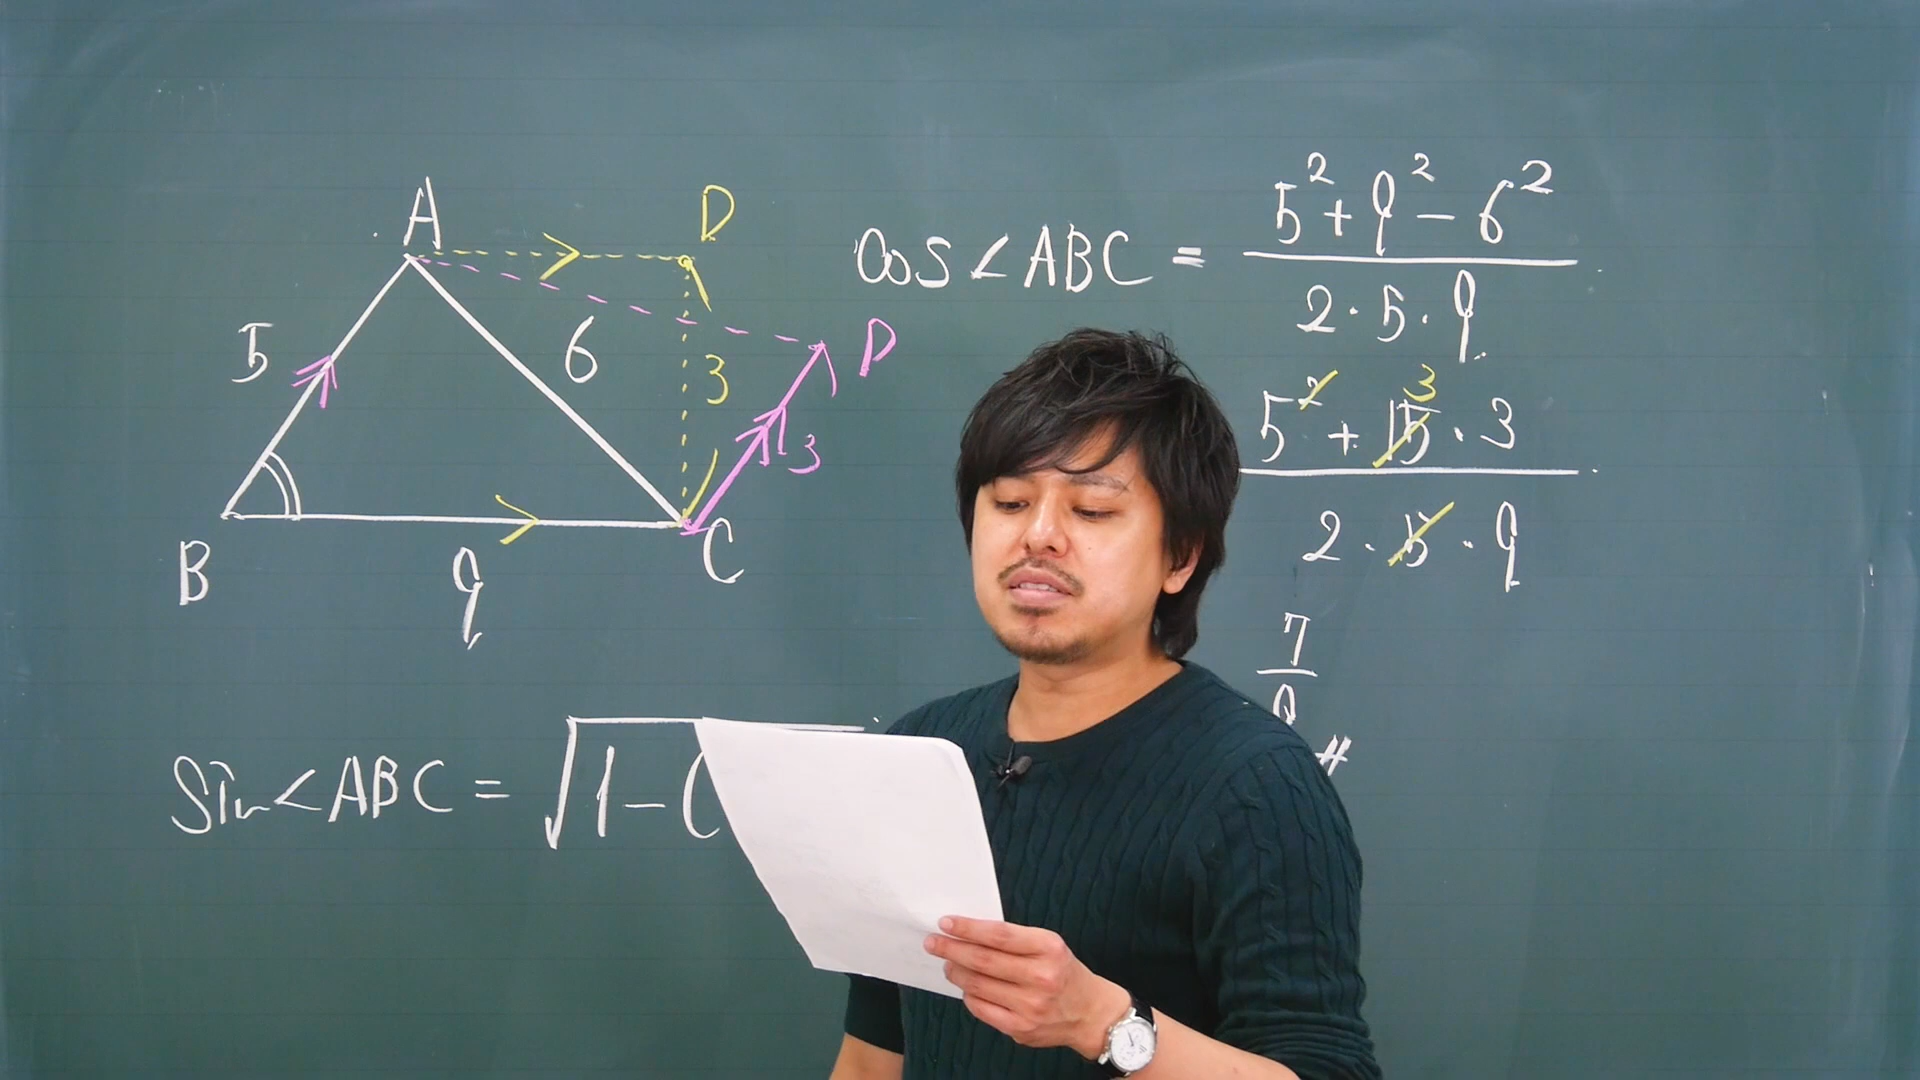 A
D
5
6
3
D
3
B
9
C
cos∠ABC = (5²+9²-6²)/(2·5·9)
(5²+15·3)/(2·5·9)
3
7/9
#
sin∠ABC = √1-(